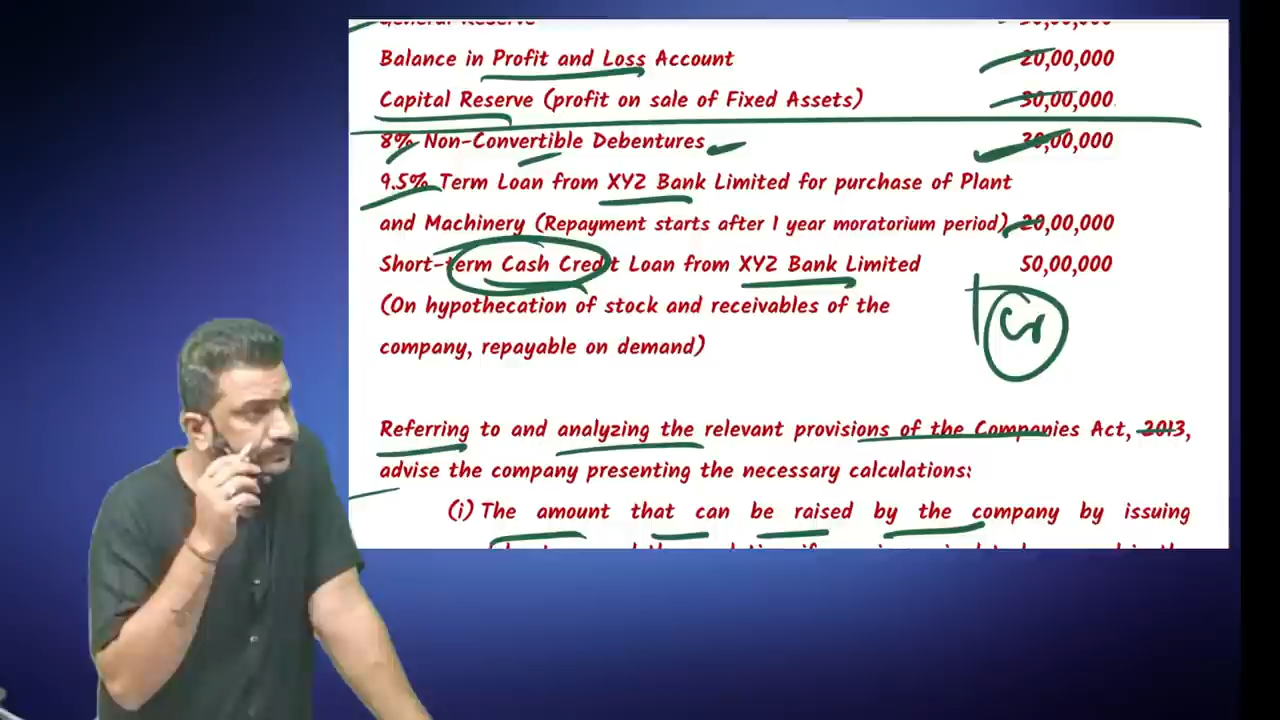 General Reserve
Balance in Profit and Loss Account 20,00,000
Capital Reserve (profit on sale of Fixed Assets) 30,00,000
8% Non-Convertible Debentures 30,00,000
9.5% Term Loan from XYZ Bank Limited for purchase of Plant
and Machinery (Repayment starts after 1 year moratorium period) 20,00,000
Short-term Cash Credit Loan from XYZ Bank Limited 50,00,000
(On hypothecation of stock and receivables of the
company, repayable on demand)
Referring to and analyzing the relevant provisions of the Companies Act, 2013,
advise the company presenting the necessary calculations:
(i) The amount that can be raised by the company by issuing